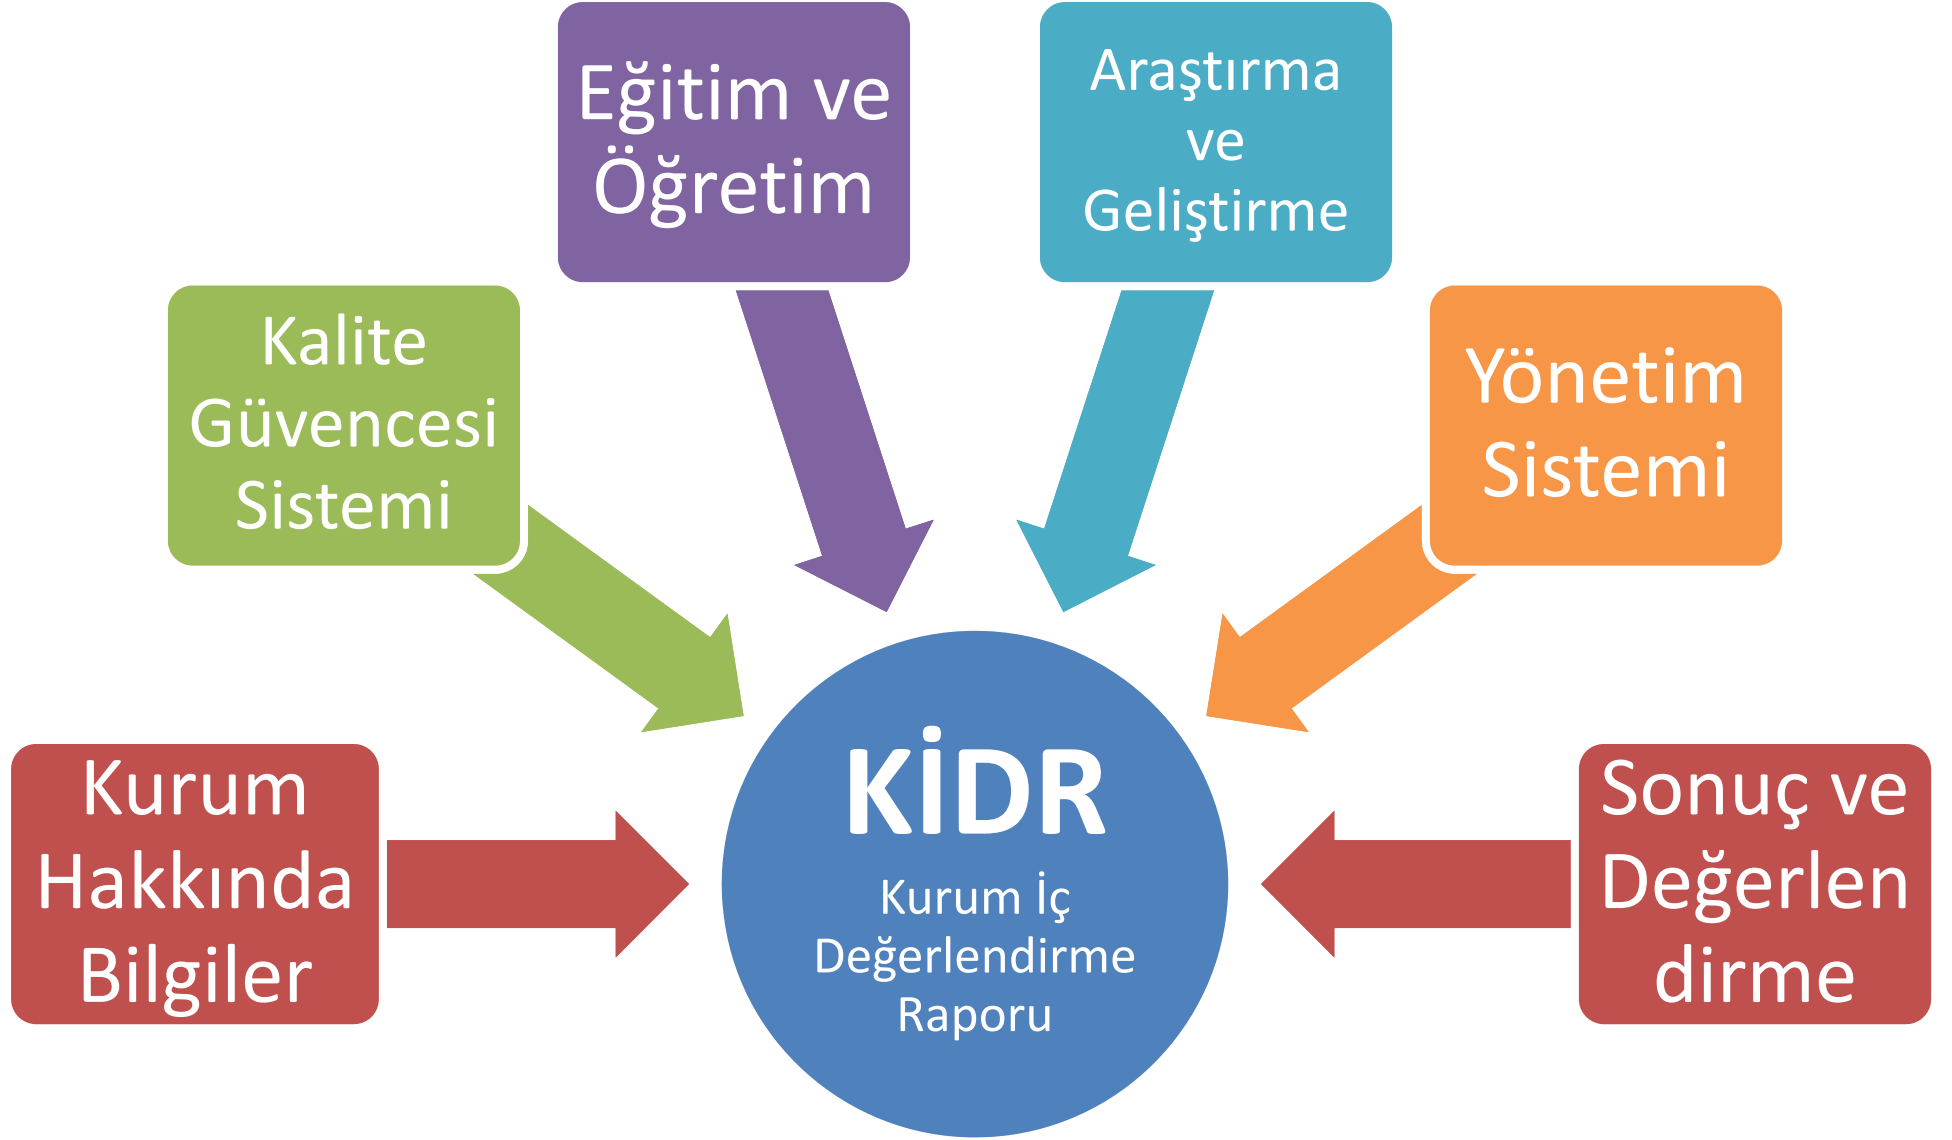 Eğitim ve
Öğretim
Araştırma
ve
Geliştirme
Kalite
Güvencesi
Sistemi
Yönetim
Sistemi
Kurum
Hakkında
Bilgiler
KİDR
Kurum İç
Değerlendirme
Raporu
Sonuç ve
Değerlen
dirme